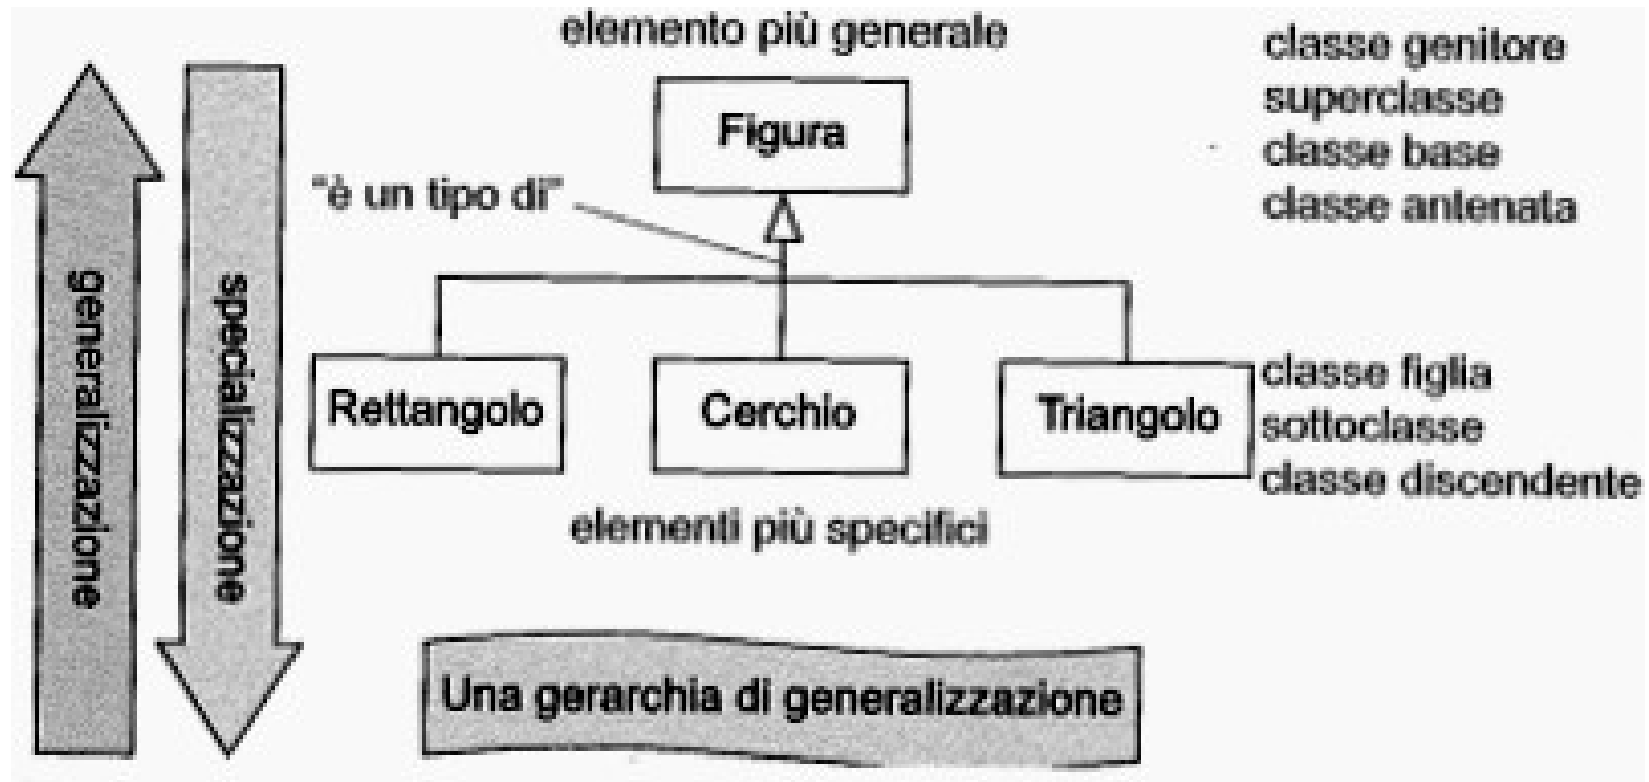 elemento più generale
Figura
classe genitore
superclasse
classe base
classe antenata
"è un tipo di"
generalizzazione
specializzazione
Rettangolo
Cerchio
Triangolo
classe figlia
sottoclasse
classe discendente
elementi più specifici
Una gerarchia di generalizzazione